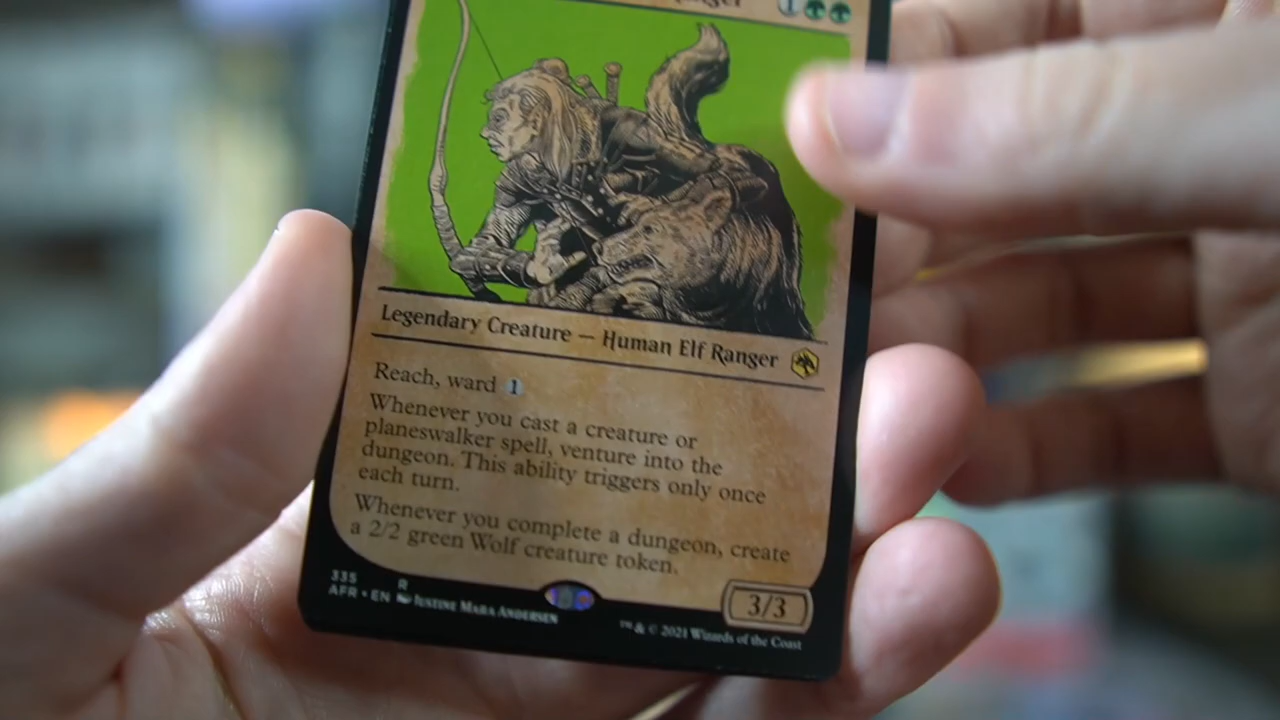 Ranger 1
Legendary Creature — Human Elf Ranger
Reach, ward 1
Whenever you cast a creature or
planeswalker spell, venture into the
dungeon. This ability triggers only once
each turn.
Whenever you complete a dungeon, create
a 2/2 green Wolf creature token.
3/3
335 R
AFR • EN Justine Mara Andersen
™ & © 2021 Wizards of the Coast